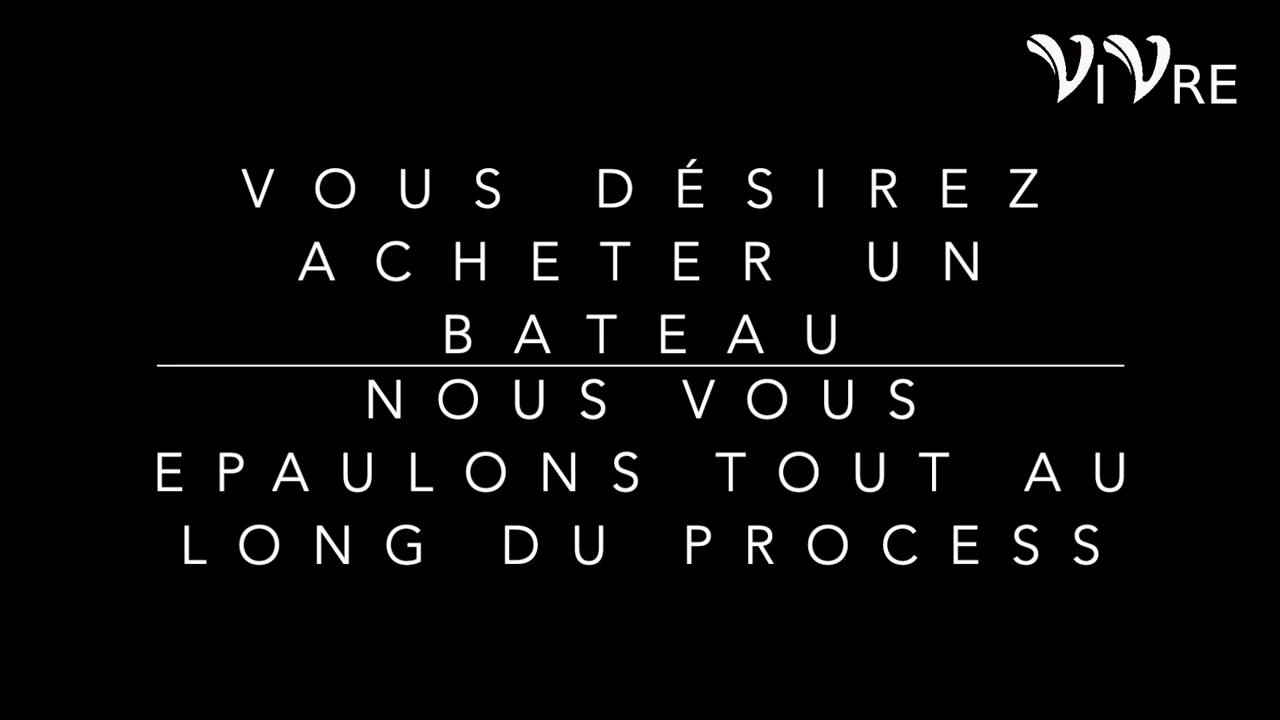 ViVRE
VOUS DÉSIREZ
ACHETER UN
BATEAU
NOUS VOUS
EPAULONS TOUT AU
LONG DU PROCESS